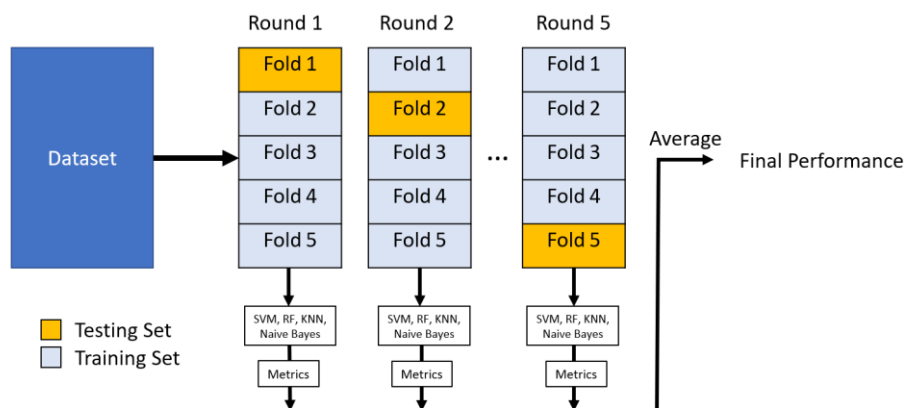 Round 1
Round 2
Round 5
Dataset
Fold 1
Fold 2
Fold 3
Fold 4
Fold 5
Fold 1
Fold 2
Fold 3
Fold 4
Fold 5
...
Fold 1
Fold 2
Fold 3
Fold 4
Fold 5
Average
Final Performance
SVM, RF, KNN,
Naive Bayes
SVM, RF, KNN,
Naive Bayes
SVM, RF, KNN,
Naive Bayes
Metrics
Metrics
Metrics
Testing Set
Training Set